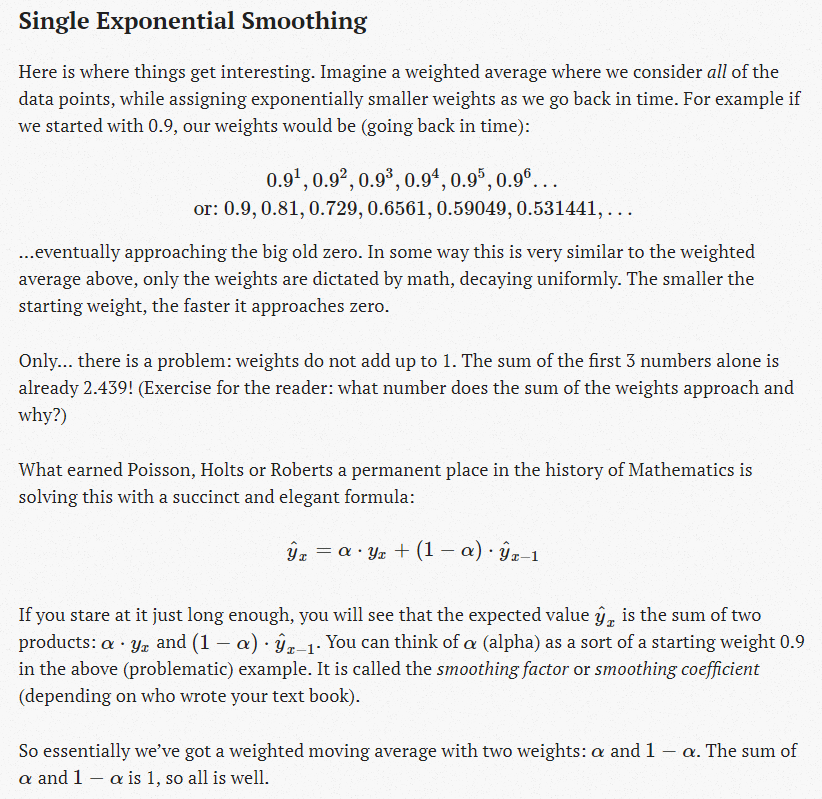 Single Exponential Smoothing
Here is where things get interesting. Imagine a weighted average where we consider all of the
data points, while assigning exponentially smaller weights as we go back in time. For example if
we started with 0.9, our weights would be (going back in time):
0.9¹, 0.9², 0.9³, 0.9⁴, 0.9⁵, 0.9⁶…
or: 0.9, 0.81, 0.729, 0.6561, 0.59049, 0.531441, …
…eventually approaching the big old zero. In some way this is very similar to the weighted
average above, only the weights are dictated by math, decaying uniformly. The smaller the
starting weight, the faster it approaches zero.
Only… there is a problem: weights do not add up to 1. The sum of the first 3 numbers alone is
already 2.439! (Exercise for the reader: what number does the sum of the weights approach and
why?)
What earned Poisson, Holts or Roberts a permanent place in the history of Mathematics is
solving this with a succinct and elegant formula:
ŷₓ = α · yₓ + (1 − α) · ŷₓ₋₁
If you stare at it just long enough, you will see that the expected value ŷₓ is the sum of two
products: α · yₓ and (1 − α) · ŷₓ₋₁. You can think of α (alpha) as a sort of a starting weight 0.9
in the above (problematic) example. It is called the smoothing factor or smoothing coefficient
(depending on who wrote your text book).
So essentially we’ve got a weighted moving average with two weights: α and 1 − α. The sum of
α and 1 − α is 1, so all is well.